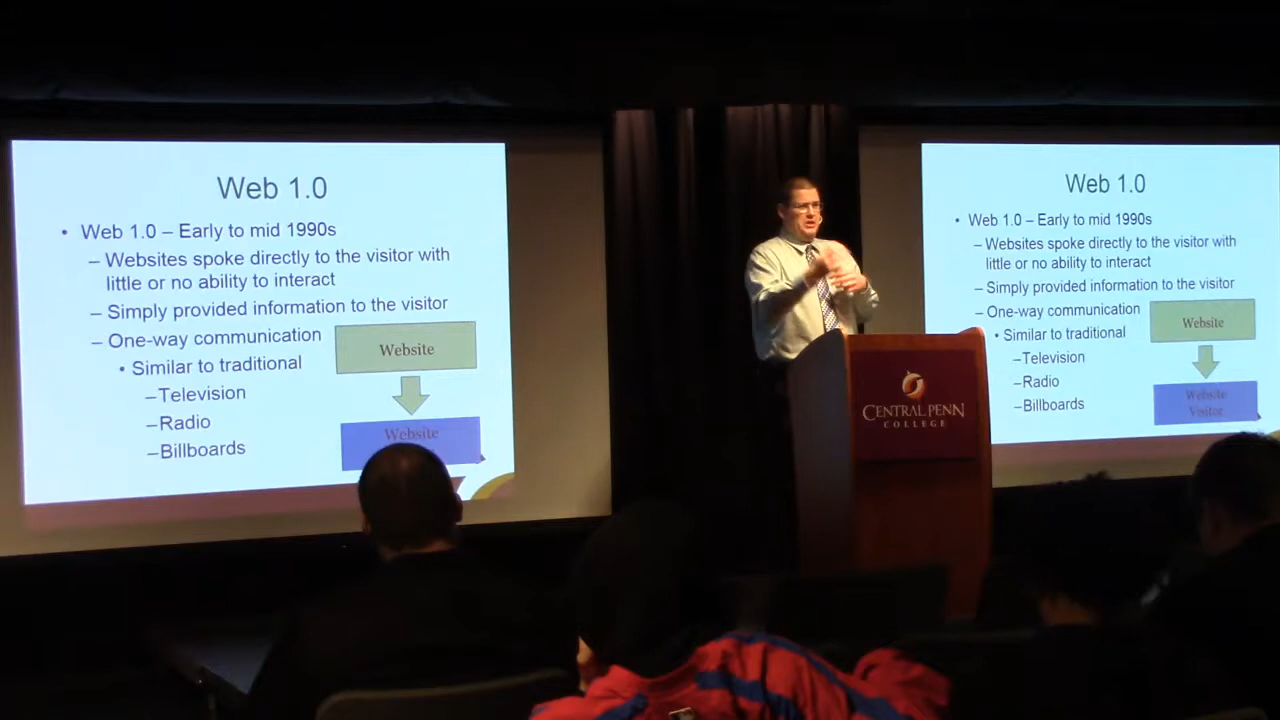 Web 1.0
• Web 1.0 – Early to mid 1990s
– Websites spoke directly to the visitor with
little or no ability to interact
– Simply provided information to the visitor
– One-way communication
• Similar to traditional
–Television
–Radio
–Billboards
Website
Website
CENTRAL PENN
COLLEGE
Web 1.0
• Web 1.0 – Early to mid 1990s
– Websites spoke directly to the visitor with
little or no ability to interact
– Simply provided information to the visitor
– One-way communication
• Similar to traditional
–Television
–Radio
–Billboards
Website
Website
Visitor